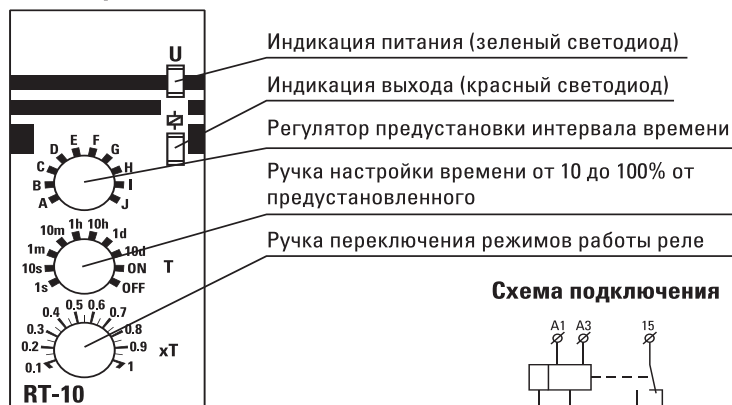 U
Индикация питания (зеленый светодиод)
Индикация выхода (красный светодиод)
Регулятор предустановки интервала времени
A B C D E F G H I J
Ручка настройки времени от 10 до 100% от
предустановленного
1s 10s 1m 10m 1h 10h 1d 10d ON OFF
T
Ручка переключения режимов работы реле
0.1 0.2 0.3 0.4 0.5 0.6 0.7 0.8 0.9 1
xT
RT-10
Схема подключения
A1 A3 15